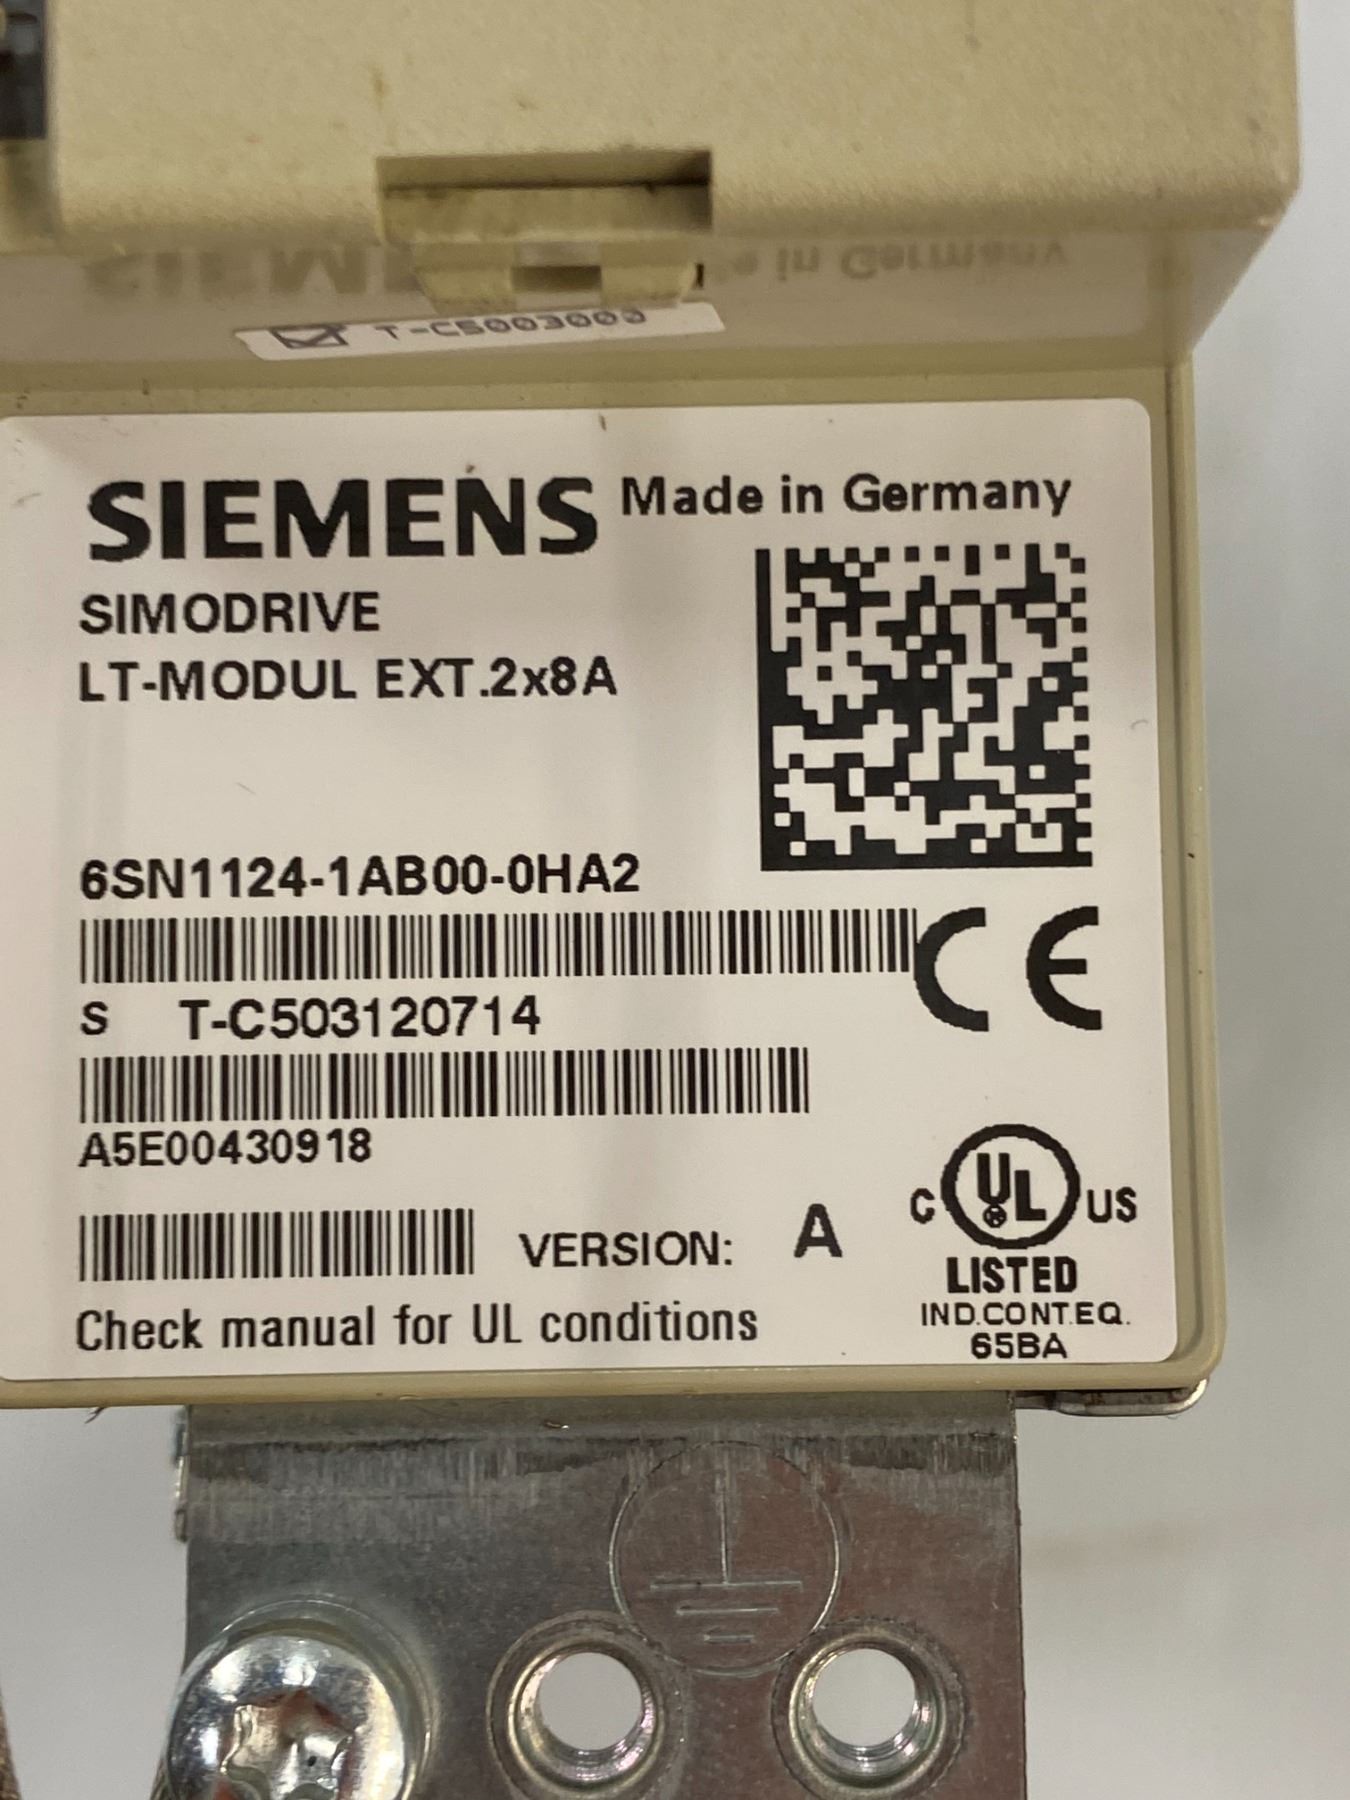 T-C5003000
SIEMENS Made in Germany
SIMODRIVE
LT-MODUL EXT.2x8A
6SN1124-1AB00-0HA2
S T-C503120714
A5E00430918
VERSION: A
Check manual for UL conditions
CE
C UL US
LISTED
IND.CONT.EQ.
65BA